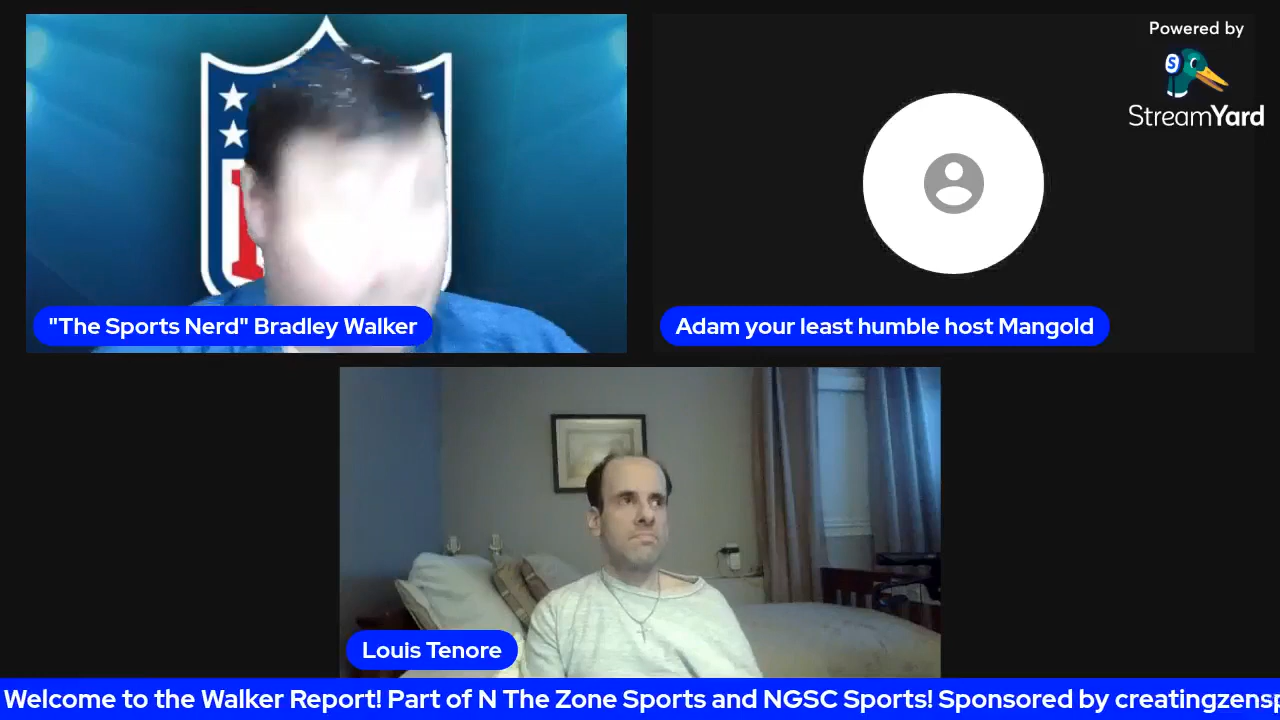 Powered by
StreamYard
"The Sports Nerd" Bradley Walker
Adam your least humble host Mangold
Louis Tenore
Welcome to the Walker Report! Part of N The Zone Sports and NGSC Sports! Sponsored by creatingzensp